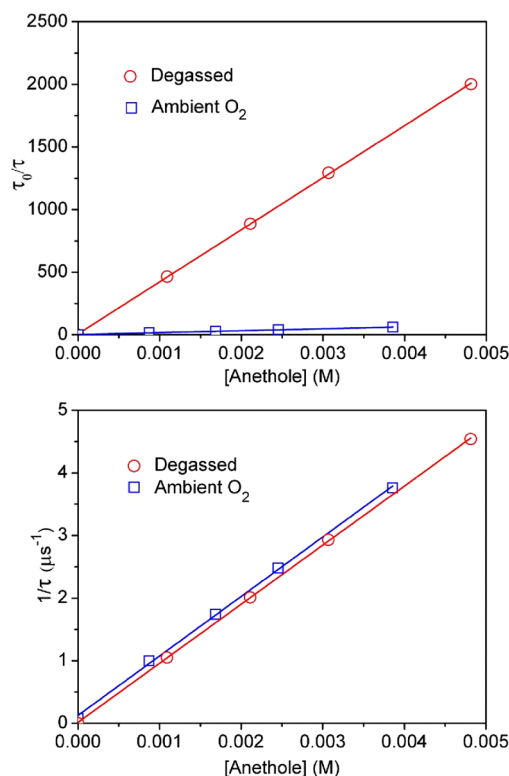 2500
2000
1500
1000
500
0
τ₀/τ
Degassed
Ambient O₂
0.000 0.001 0.002 0.003 0.004 0.005
[Anethole] (M)
5
4
3
2
1
0
1/τ (μs⁻¹)
Degassed
Ambient O₂
0.000 0.001 0.002 0.003 0.004 0.005
[Anethole] (M)